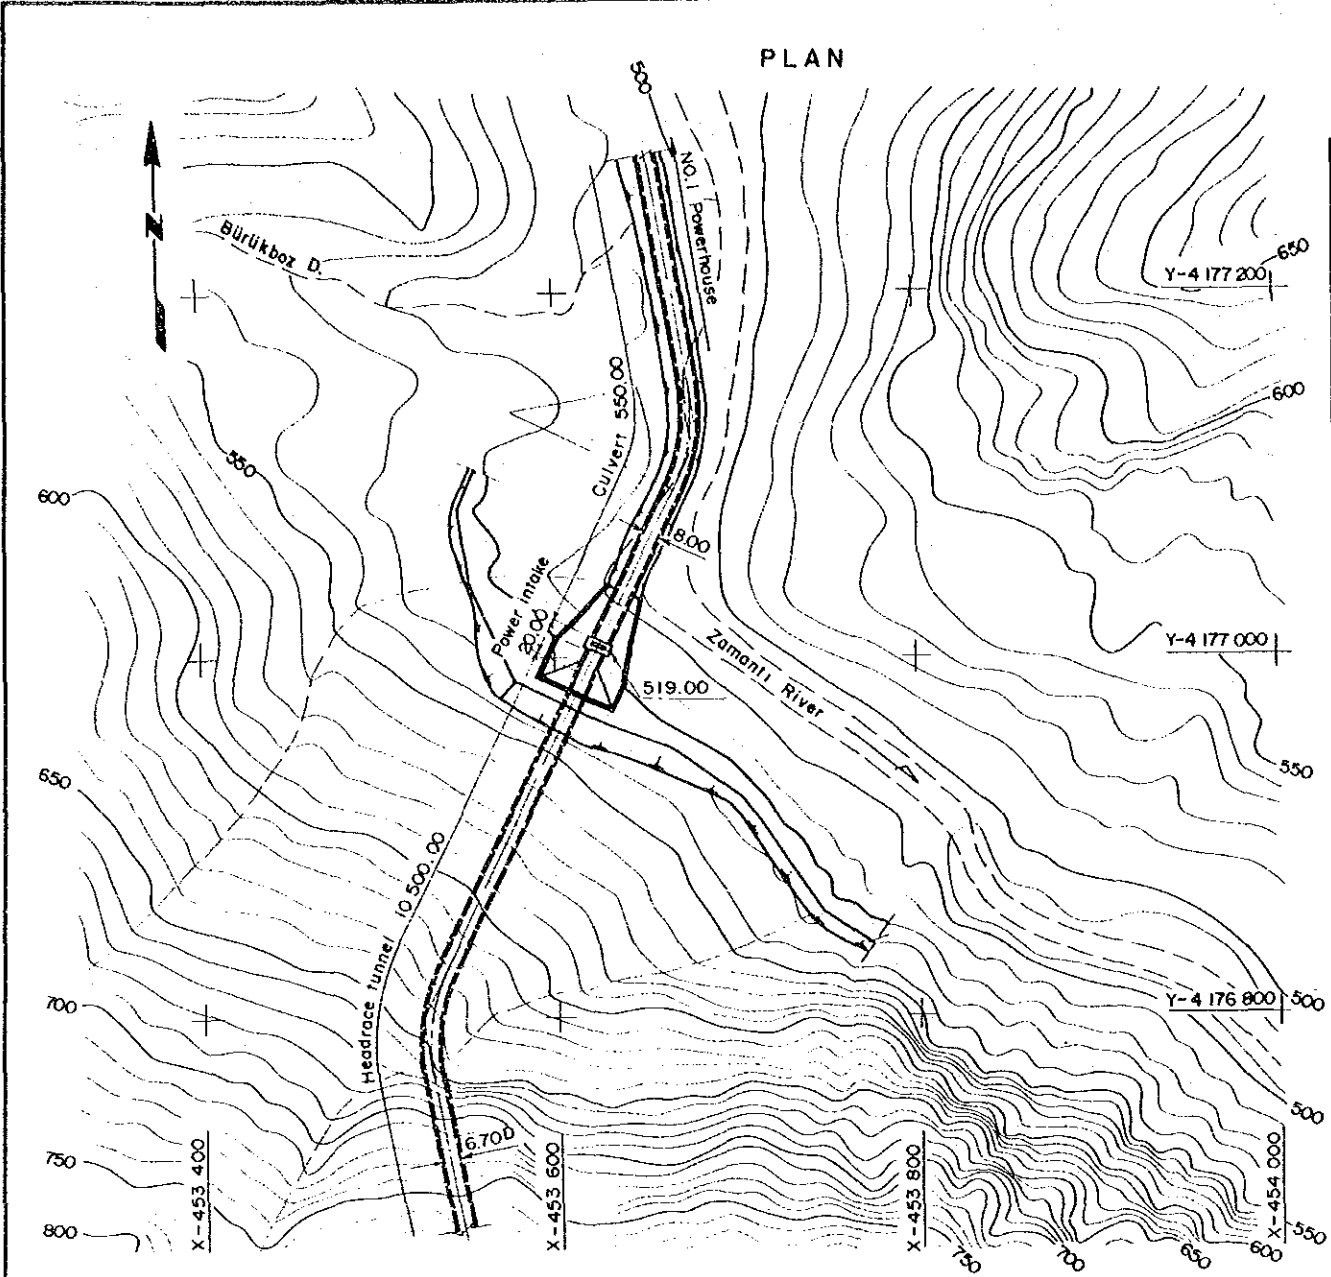 PLAN
500
N
NO.1 Powerhouse
Bürükboz D.
650
Y-4 177 200
600
Culvert 550.00
550
600
8.00
Power Intake
20.00
Zamantı River
Y-4 177 000
519.00
550
650
10 500.00
Headrace Tunnel
700
Y-4 176 800
500
500
6.70D
750
800
X-453 400
X-453 600
X-453 800
X-454 000
550
600
650
700
750